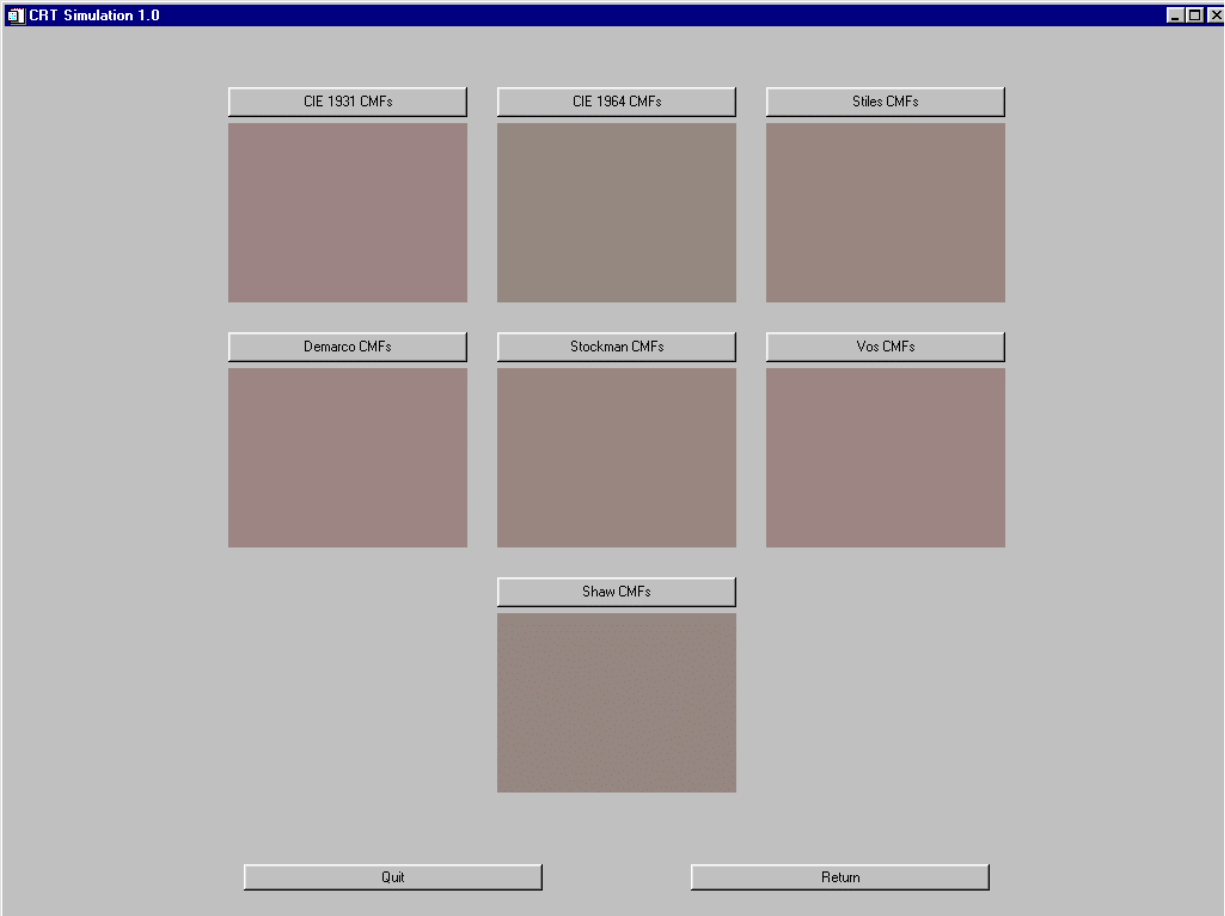 CRT Simulation 1.0
CIE 1931 CMFs
CIE 1964 CMFs
Stiles CMFs
Demarco CMFs
Stockman CMFs
Vos CMFs
Shaw CMFs
Quit
Return